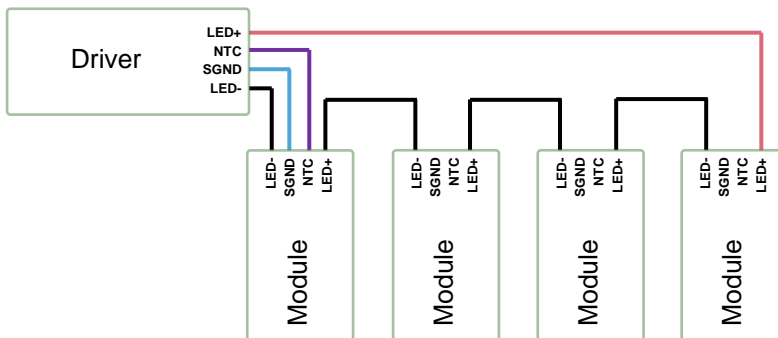 Driver
LED+
NTC
SGND
LED-
LED-
SGND
NTC
LED+
Module
LED-
SGND
NTC
LED+
Module
LED-
SGND
NTC
LED+
Module
LED-
SGND
NTC
LED+
Module